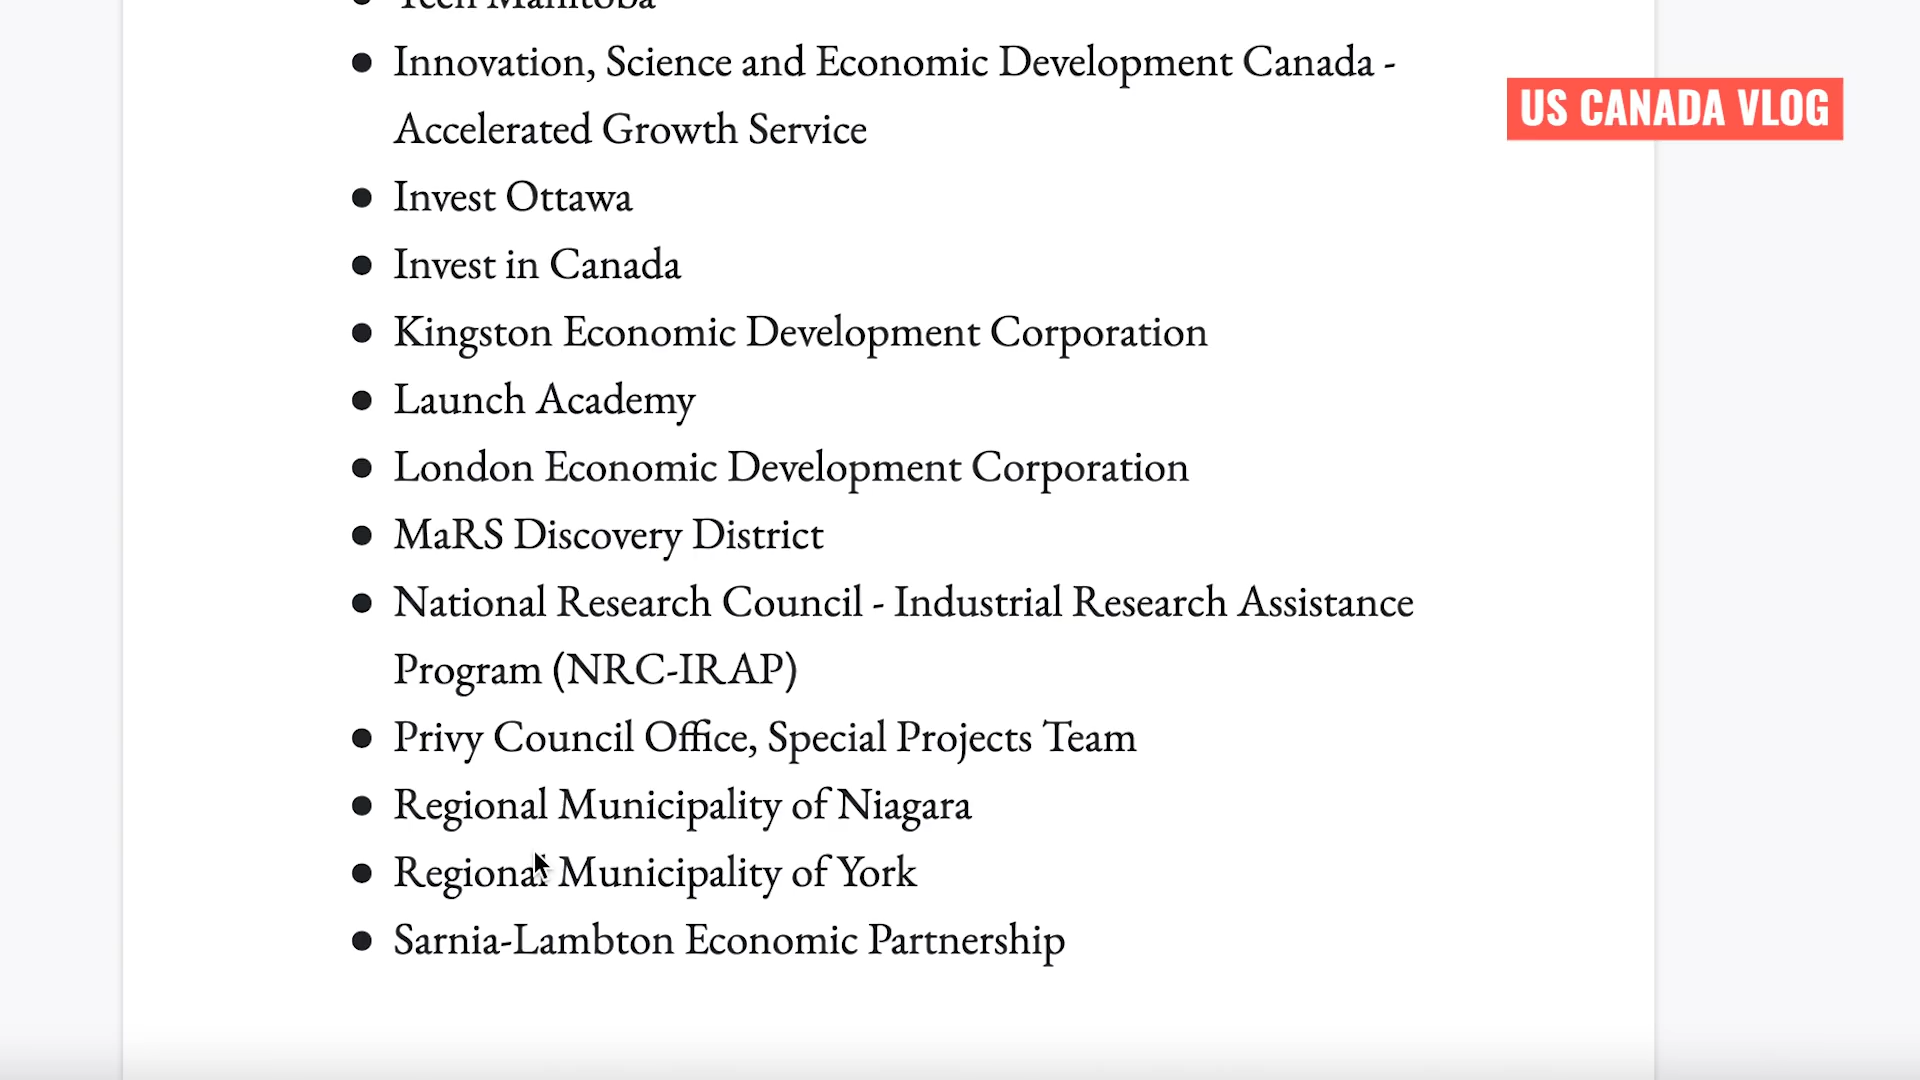 Tech Manitoba
• Innovation, Science and Economic Development Canada -
Accelerated Growth Service
US CANADA VLOG
• Invest Ottawa
• Invest in Canada
• Kingston Economic Development Corporation
• Launch Academy
• London Economic Development Corporation
• MaRS Discovery District
• National Research Council - Industrial Research Assistance
Program (NRC-IRAP)
• Privy Council Office, Special Projects Team
• Regional Municipality of Niagara
• Regional Municipality of York
• Sarnia-Lambton Economic Partnership